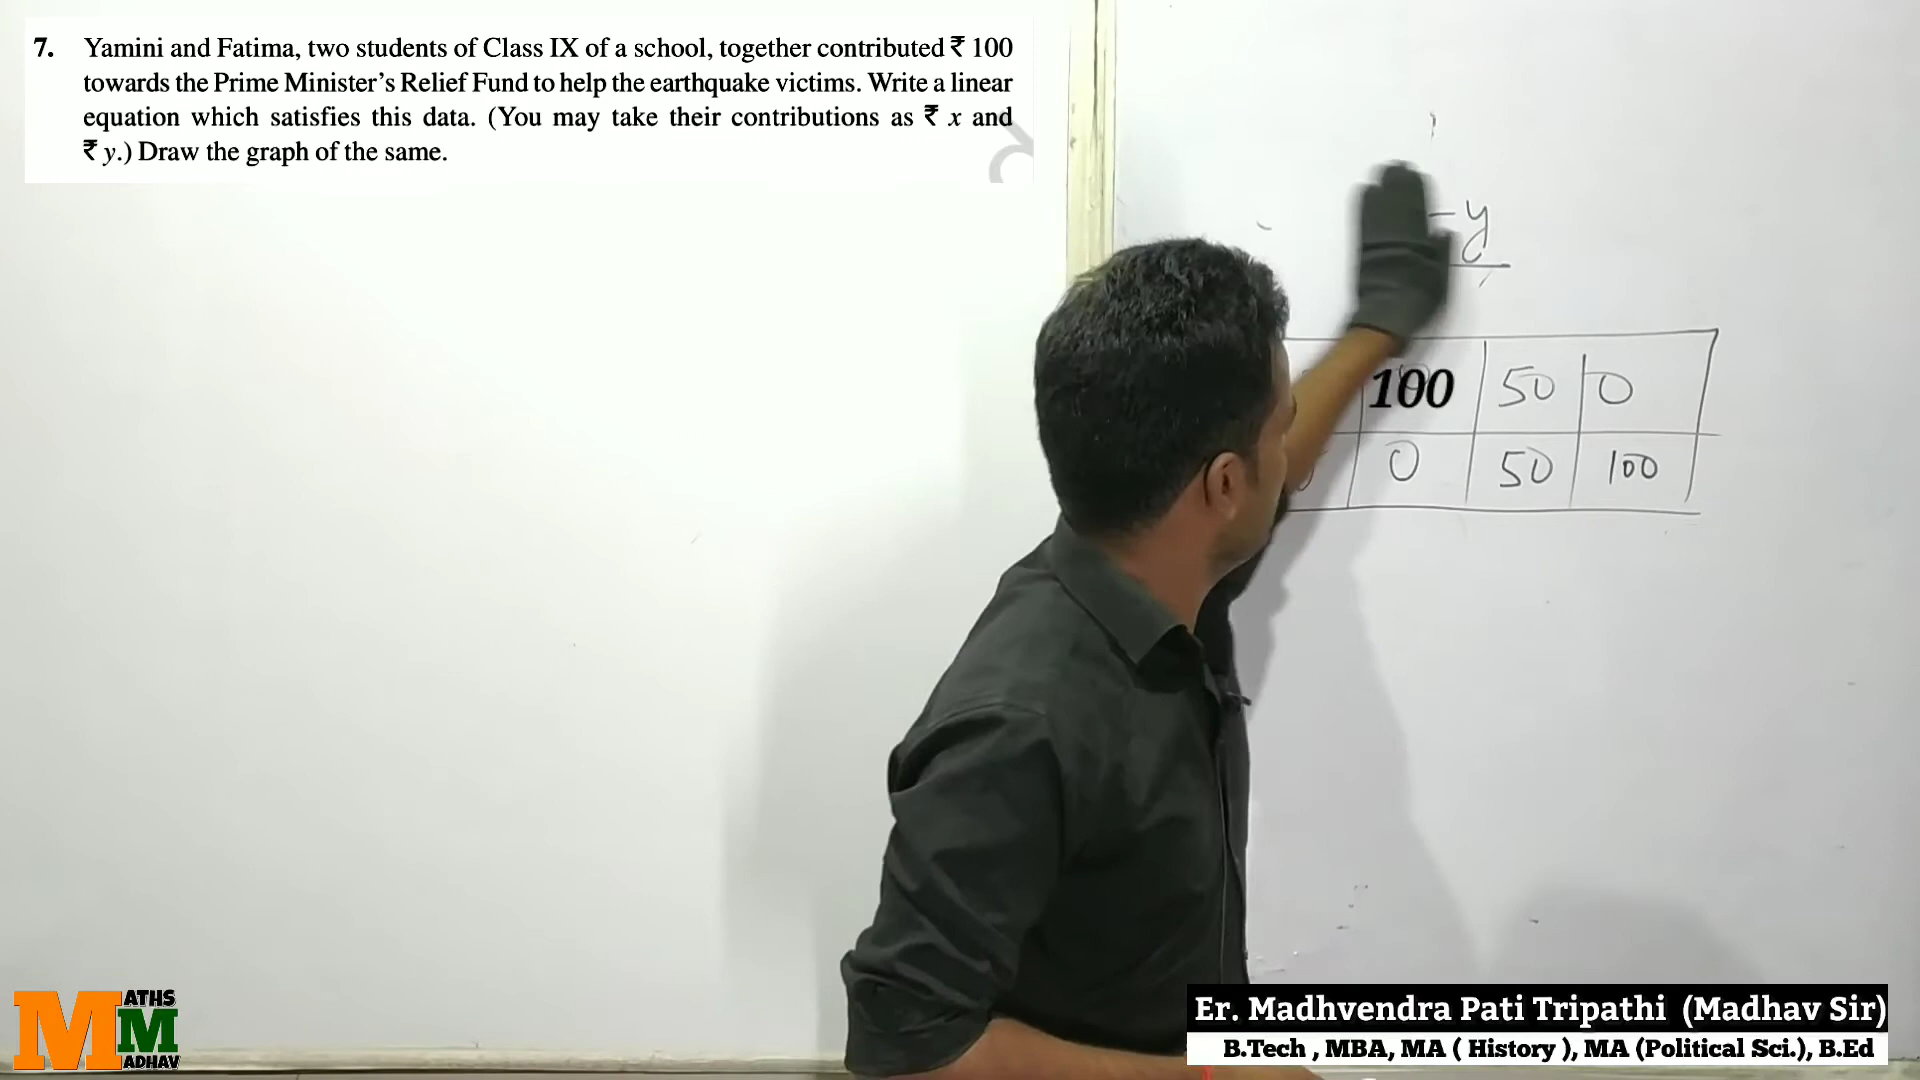 7. Yamini and Fatima, two students of Class IX of a school, together contributed ₹ 100
towards the Prime Minister's Relief Fund to help the earthquake victims. Write a linear
equation which satisfies this data. (You may take their contributions as ₹ x and
₹ y.) Draw the graph of the same.
-y
100 50 0
0 50 100
MATHS
MADHAV
Er. Madhvendra Pati Tripathi (Madhav Sir)
B.Tech , MBA, MA ( History ), MA (Political Sci.), B.Ed